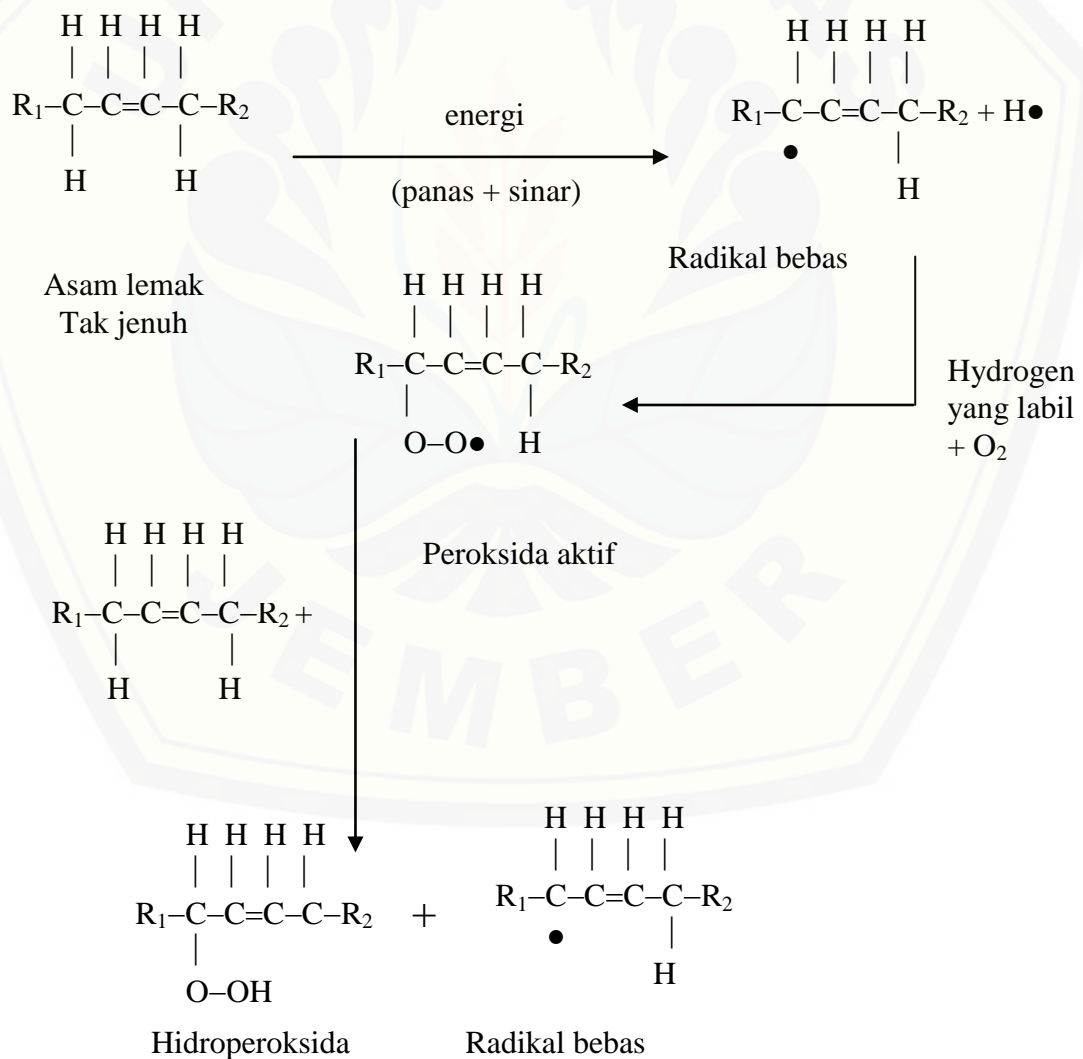 H H H H
| | | |
R₁–C–C=C–C–R₂
| |
H H
Asam lemak
Tak jenuh
energi
(panas + sinar)
H H H H
| | | |
R₁–C–C=C–C–R₂ + H●
● |
H
Radikal bebas
Hydrogen
yang labil
+ O₂
H H H H
| | | |
R₁–C–C=C–C–R₂
| |
O–O● H
Peroksida aktif
H H H H
| | | |
R₁–C–C=C–C–R₂ +
| |
H H
H H H H
| | | |
R₁–C–C=C–C–R₂
|
O–OH
Hidroperoksida
+
H H H H
| | | |
R₁–C–C=C–C–R₂
● |
H
Radikal bebas
JEMBER